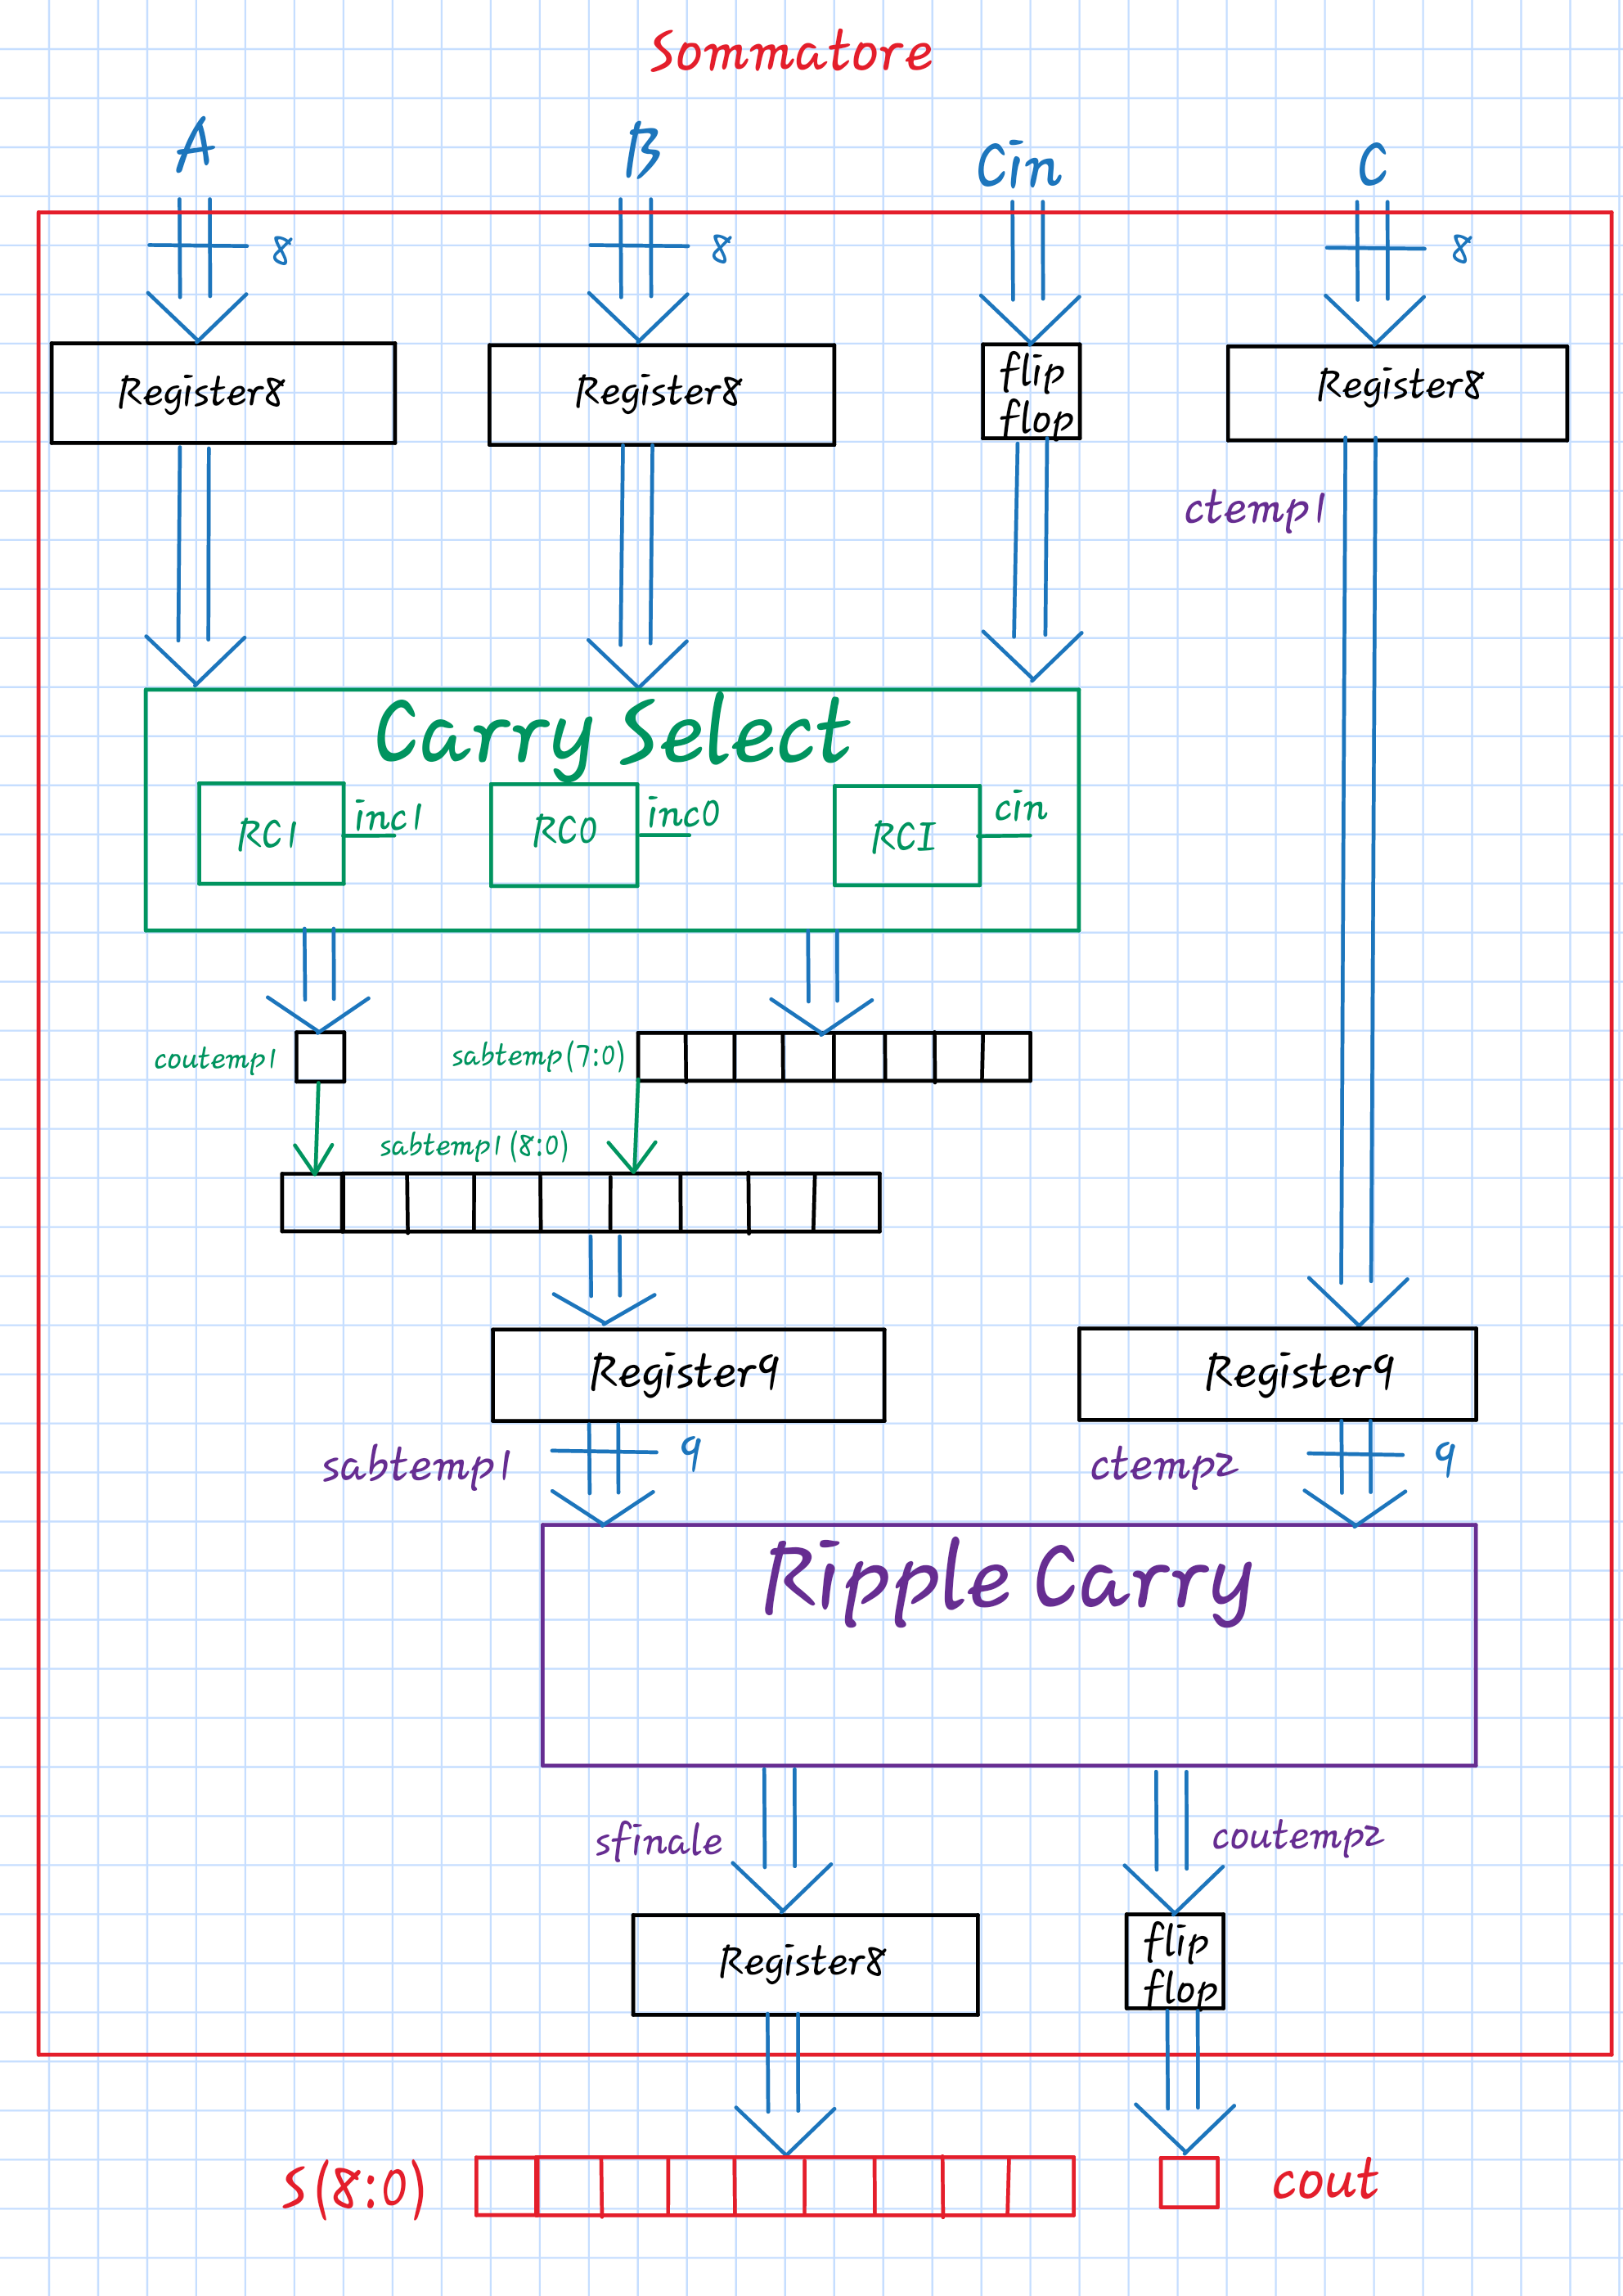 Sommatore
A
B
Cin
C
8
8
8
Register8
Register8
flip
flop
Register8
ctemp1
Carry Select
RC1
inc1
RC0
inc0
RCI
cin
coutemp1
sabtemp(7:0)
sabtemp1(8:0)
Register9
Register9
sabtemp1
9
ctemp2
9
Ripple Carry
sfinale
coutemp2
Register8
flip
flop
S(8:0)
cout